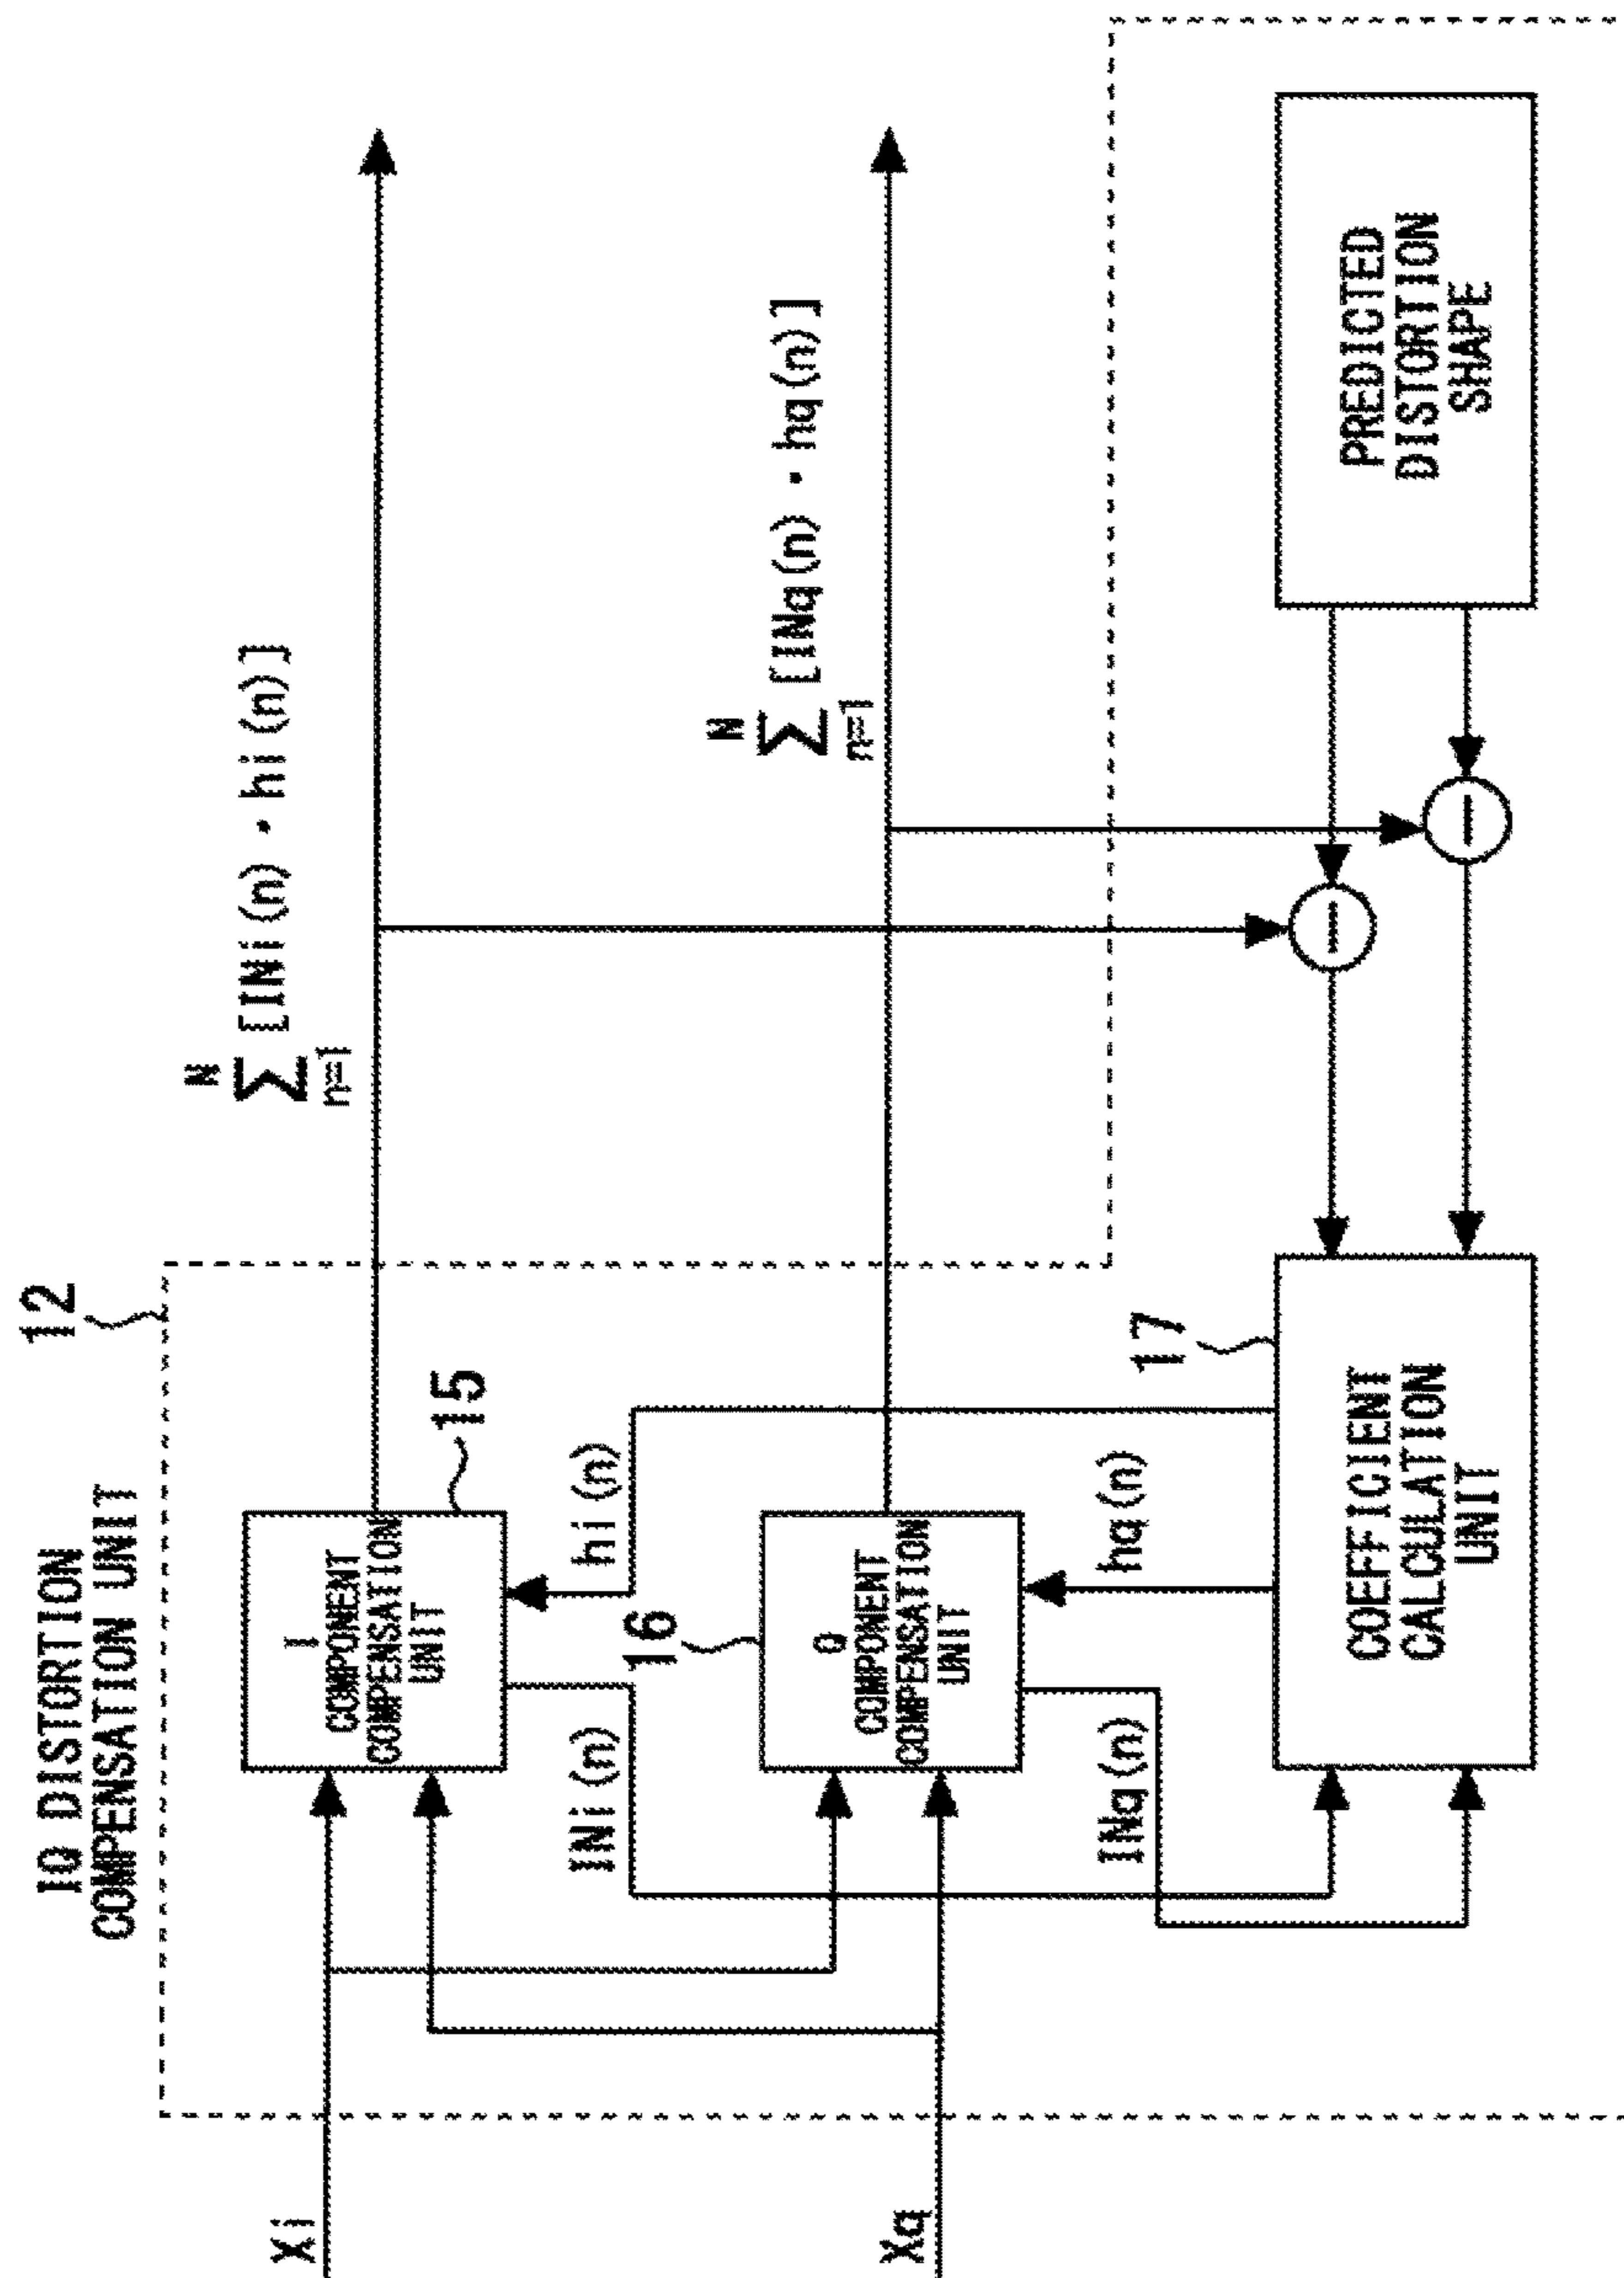 IQ DISTORTION
COMPENSATION UNIT
12
Xi
I
COMPONENT
COMPENSATION
UNIT
15
N
∑ [INi(n)・hi(n)]
n=1
INi(n)
hi(n)
16
Xq
Q
COMPONENT
COMPENSATION
UNIT
N
∑ [INq(n)・hq(n)]
n=1
INq(n)
hq(n)
17
COEFFICIENT
CALCULATION
UNIT
PREDICTED
DISTORTION
SHAPE